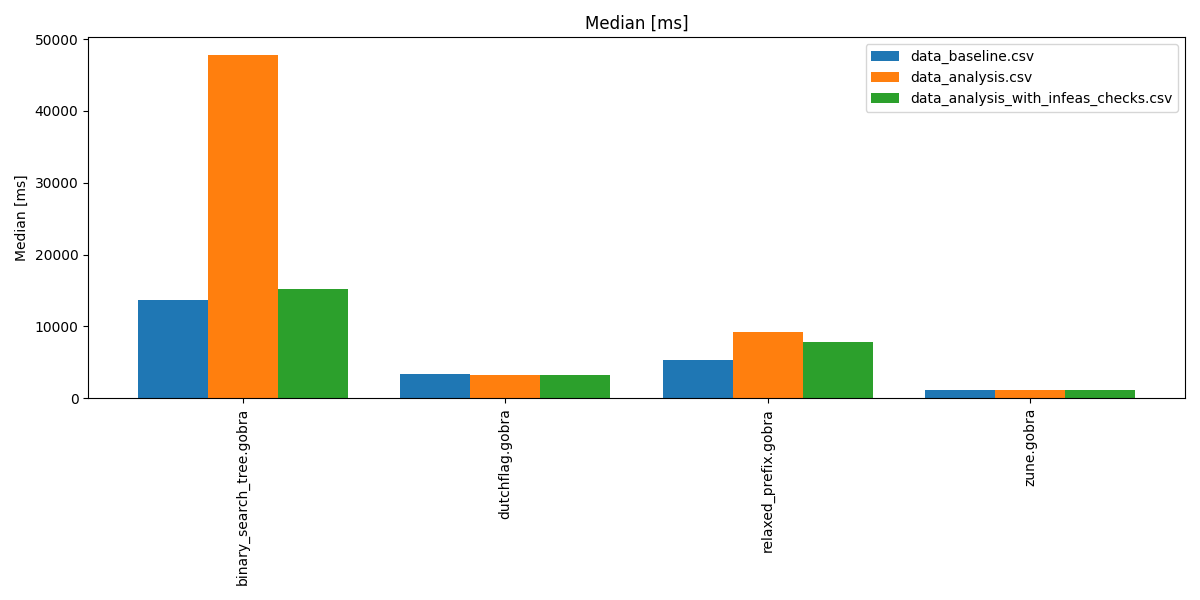 Median [ms]
data_baseline.csv
data_analysis.csv
data_analysis_with_infeas_checks.csv
Median [ms]
50000
40000
30000
20000
10000
0
binary_search_tree.gobra
dutchflag.gobra
relaxed_prefix.gobra
zune.gobra